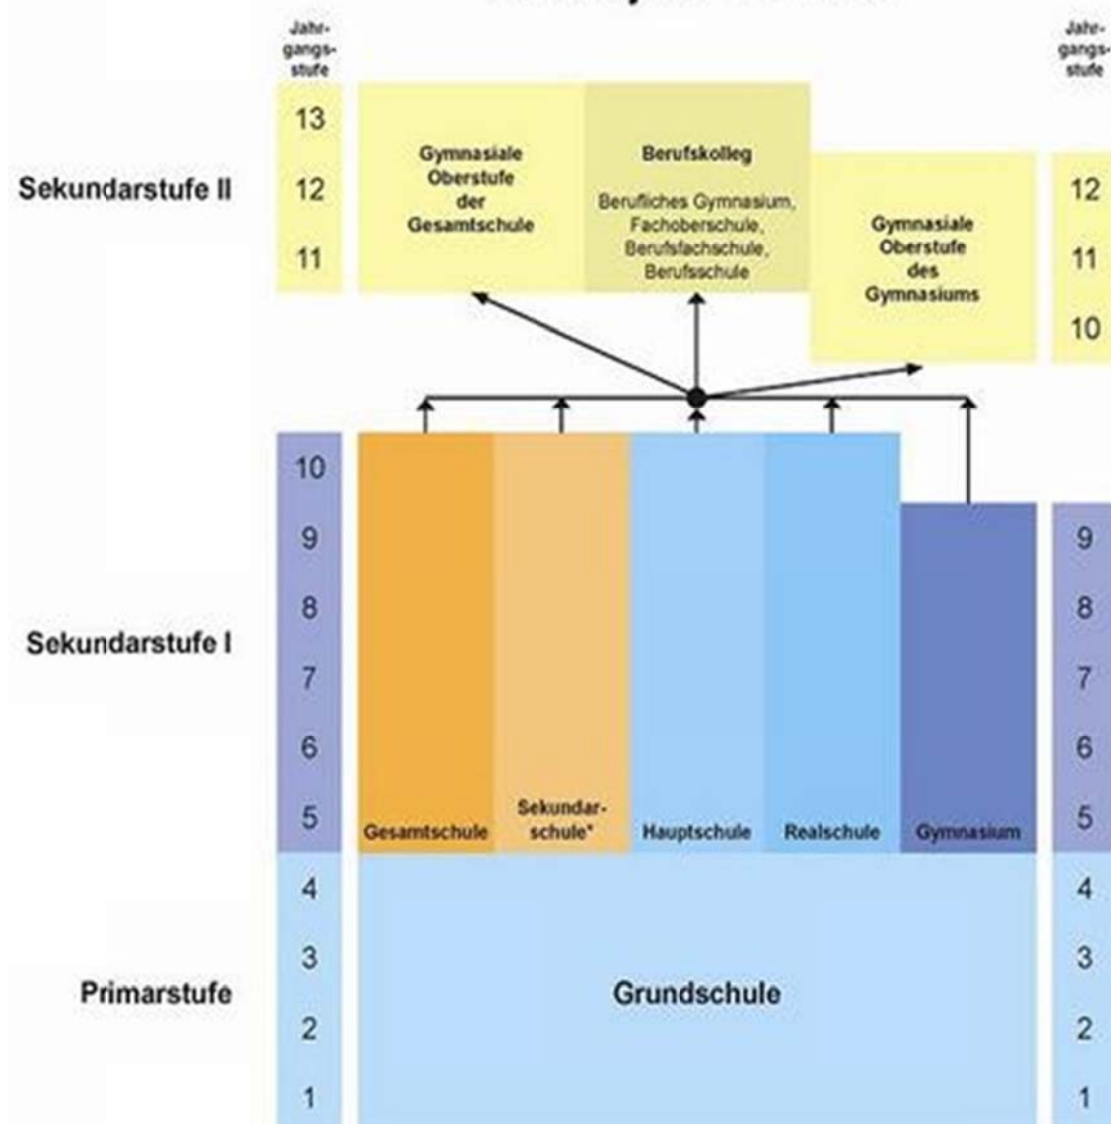 Jahr-
gangs-
stufe
Jahr-
gangs-
stufe
13
12
11
Sekundarstufe II
Gymnasiale
Oberstufe
der
Gesamtschule
Berufskolleg
Berufliches Gymnasium,
Fachoberschule,
Berufsfachschule,
Berufsschule
Gymnasiale
Oberstufe
des
Gymnasiums
12
11
10
Sekundarstufe I
10
9
8
7
6
5
Gesamtschule
Sekundar-
schule*
Hauptschule
Realschule
Gymnasium
9
8
7
6
5
Primarstufe
4
3
2
1
Grundschule
4
3
2
1